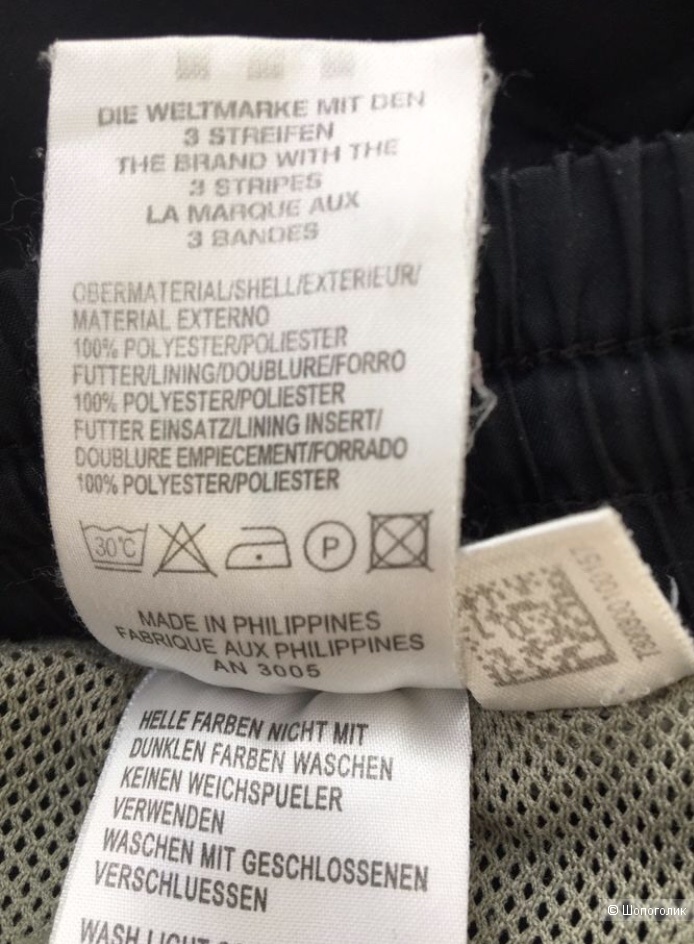 DIE WELTMARKE MIT DEN
3 STREIFEN
THE BRAND WITH THE
3 STRIPES
LA MARQUE AUX
3 BANDES
OBERMATERIAL/SHELL/EXTERIEUR/
MATERIAL EXTERNO
100% POLYESTER/POLIESTER
FUTTER/LINING/DOUBLURE/FORRO
100% POLYESTER/POLIESTER
FUTTER EINSATZ/LINING INSERT/
DOUBLURE EMPIECEMENT/FORRADO
100% POLYESTER/POLIESTER
30°C P
MADE IN PHILIPPINES
FABRIQUE AUX PHILIPPINES
AN 3005
HELLE FARBEN NICHT MIT
DUNKLEN FARBEN WASCHEN
KEINEN WEICHSPUELER
VERWENDEN
WASCHEN MIT GESCHLOSSENEN
VERSCHLUESSEN
WASH LIGHT
© Шопоголик